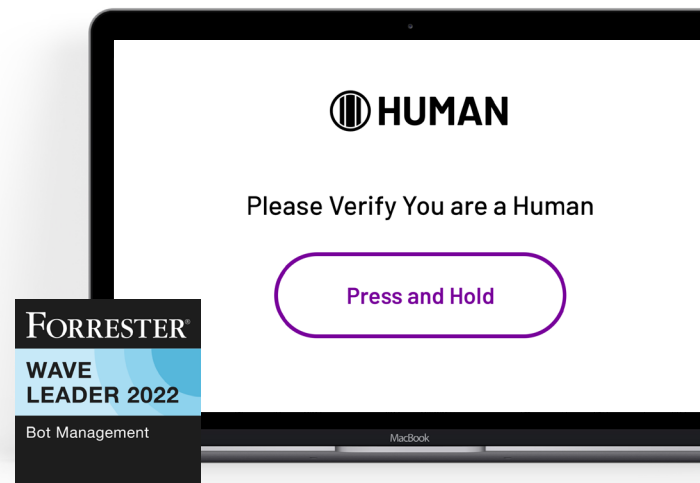 HUMAN
Please Verify You are a Human
Press and Hold
FORRESTER®
WAVE
LEADER 2022
Bot Management
MacBook